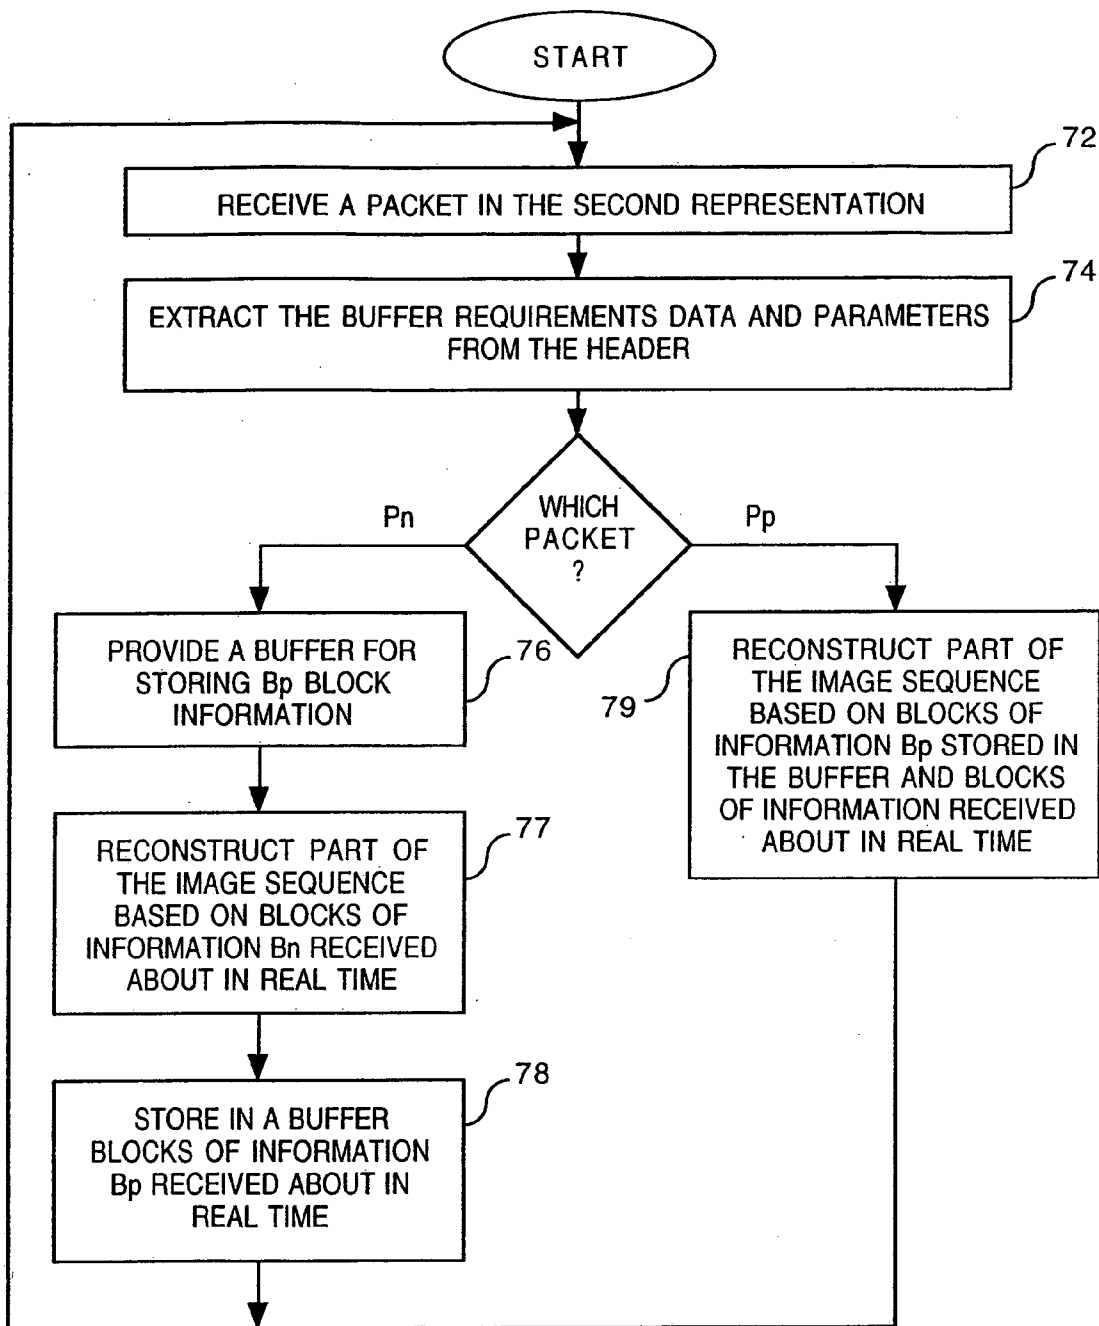 START
72
RECEIVE A PACKET IN THE SECOND REPRESENTATION
74
EXTRACT THE BUFFER REQUIREMENTS DATA AND PARAMETERS
FROM THE HEADER
WHICH
PACKET
?
Pn
Pp
PROVIDE A BUFFER FOR
STORING Bp BLOCK
INFORMATION
76
79
RECONSTRUCT PART OF
THE IMAGE SEQUENCE
BASED ON BLOCKS OF
INFORMATION Bp STORED IN
THE BUFFER AND BLOCKS
OF INFORMATION RECEIVED
ABOUT IN REAL TIME
77
RECONSTRUCT PART OF
THE IMAGE SEQUENCE
BASED ON BLOCKS OF
INFORMATION Bn RECEIVED
ABOUT IN REAL TIME
78
STORE IN A BUFFER
BLOCKS OF INFORMATION
Bp RECEIVED ABOUT IN
REAL TIME